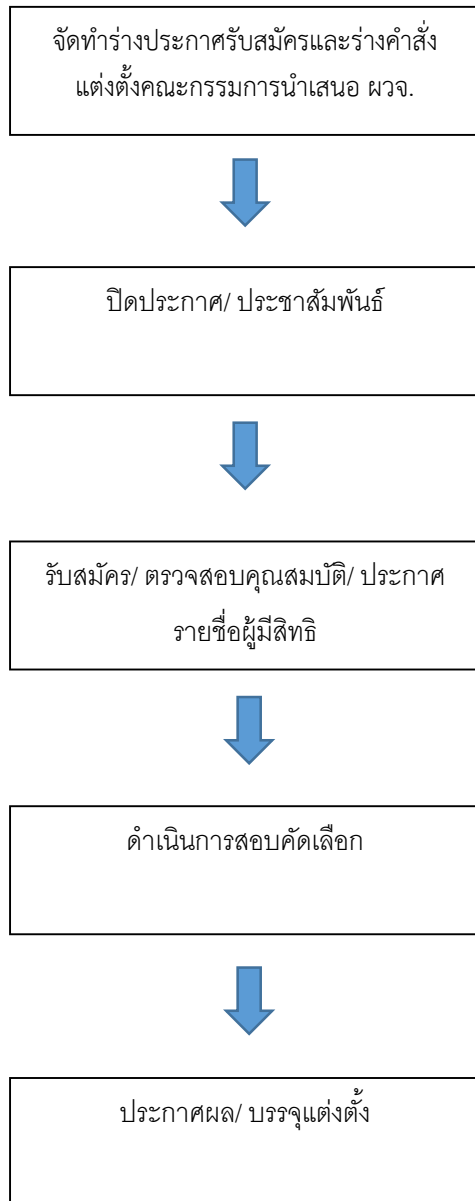 จัดทำร่างประกาศรับสมัครและร่างคำสั่ง
แต่งตั้งคณะกรรมการนำเสนอ ผวจ.
ปิดประกาศ/ ประชาสัมพันธ์
รับสมัคร/ ตรวจสอบคุณสมบัติ/ ประกาศ
รายชื่อผู้มีสิทธิ
ดำเนินการสอบคัดเลือก
ประกาศผล/ บรรจุแต่งตั้ง